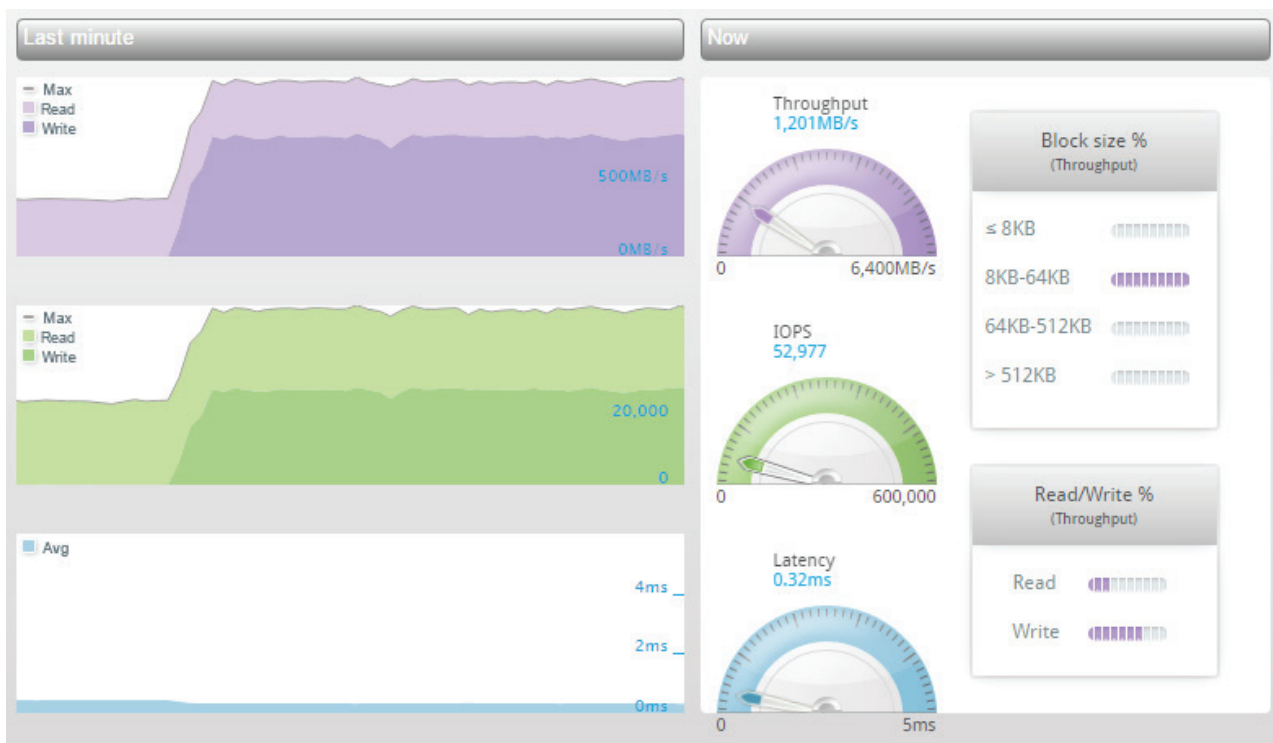 Last minute
Max
Read
Write
500MB/s
0MB/s
Max
Read
Write
20,000
0
Avg
4ms
2ms
0ms
Now
Throughput
1,201MB/s
0
6,400MB/s
IOPS
52,977
0
600,000
Latency
0.32ms
0
5ms
Block size %
(Throughput)
≤ 8KB
8KB-64KB
64KB-512KB
> 512KB
Read/Write %
(Throughput)
Read
Write